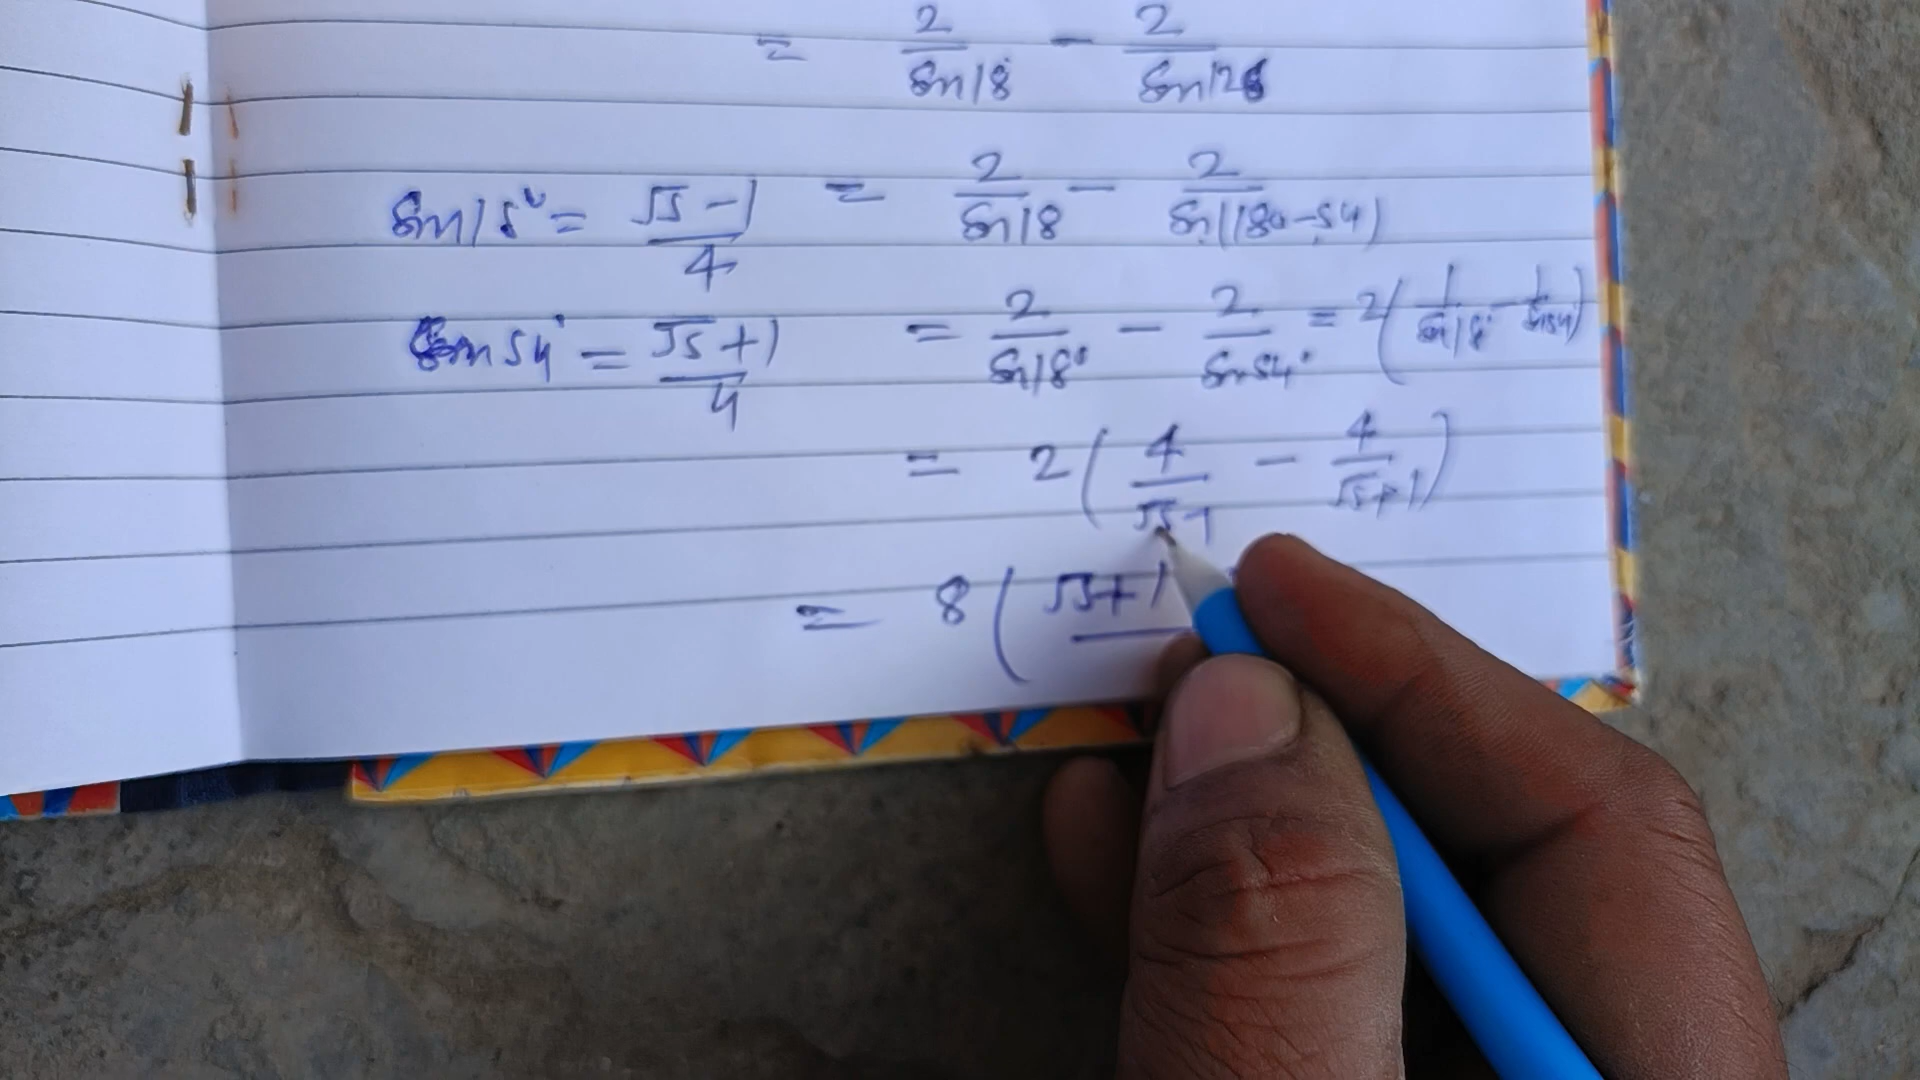 = 2/sin18° - 2/sin126
sin18° = √5-1/4 = 2/sin18 - 2/sin(180-54)
sin54° = √5+1/4 = 2/sin18° - 2/sin54° = 2(1/sin18° - 1/sin54)
= 2(4/√5-1 - 4/√5+1)
= 8(√5+1